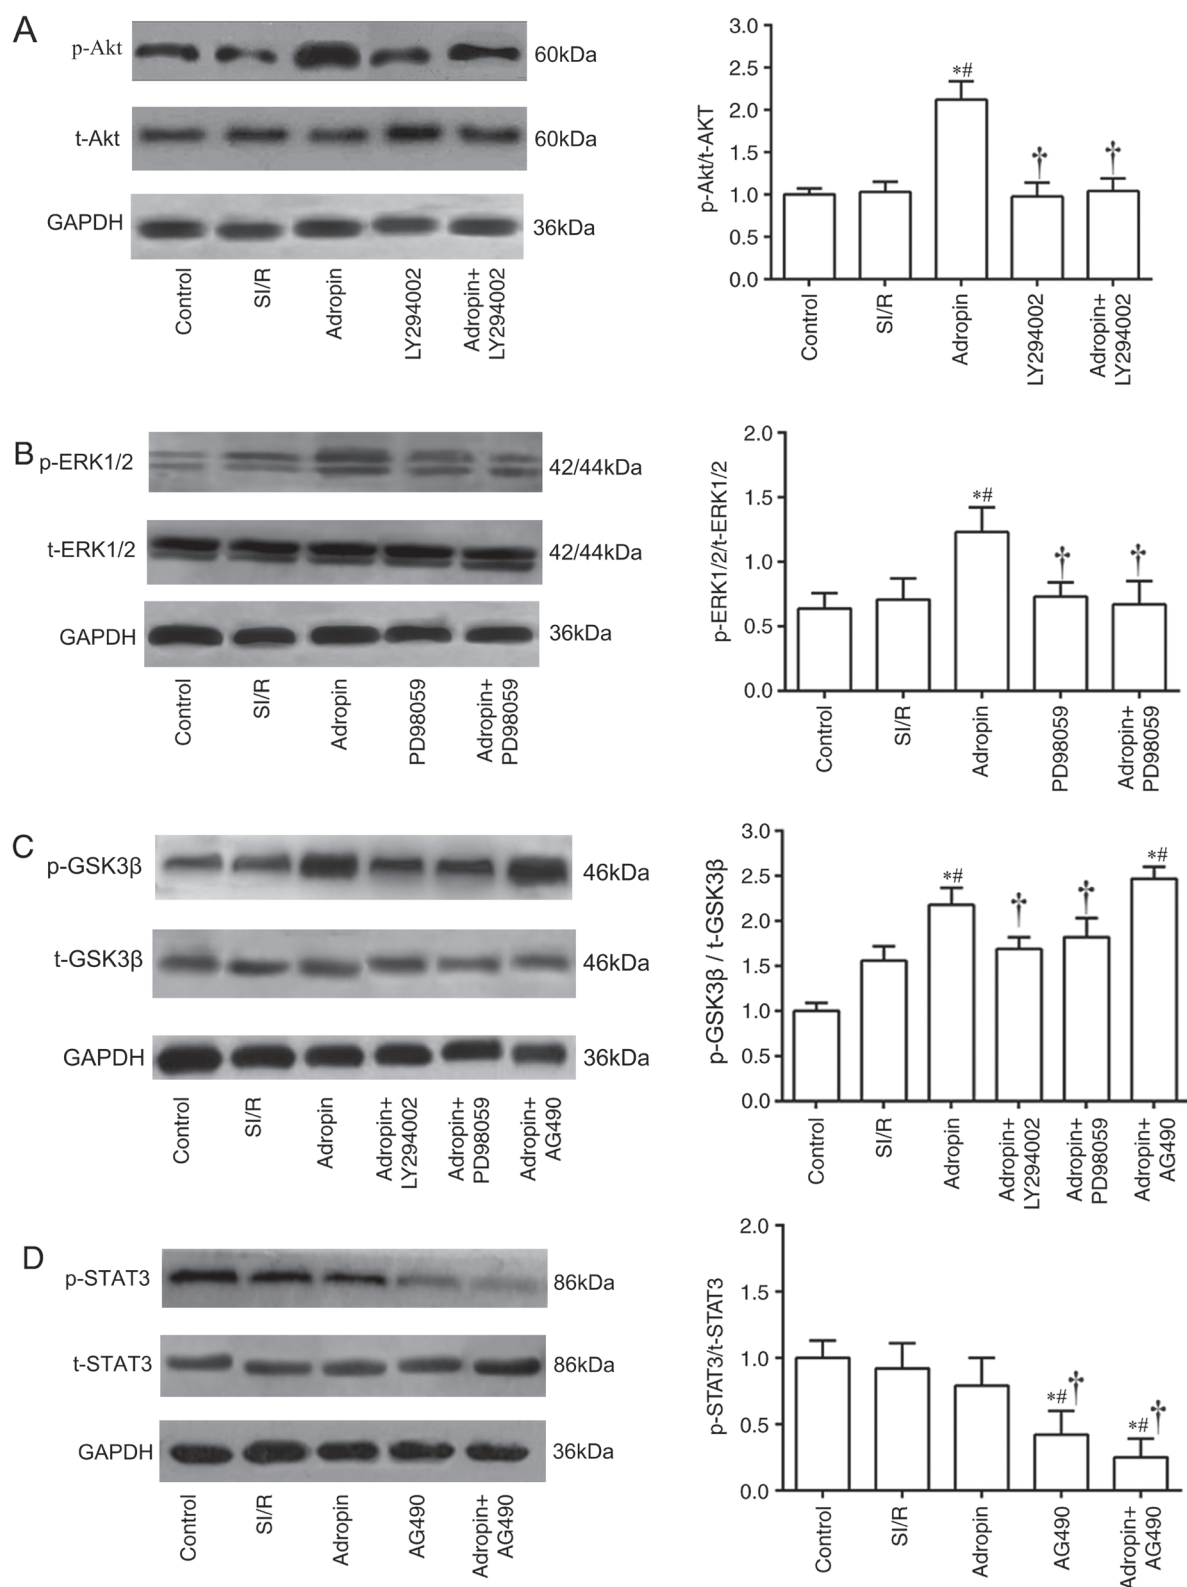 A
p-Akt
60kDa
t-Akt
60kDa
GAPDH
36kDa
Control
SI/R
Adropin
LY294002
Adropin+
LY294002
p-Akt/t-AKT
3.0
2.5
2.0
1.5
1.0
0.5
0.0
*#
†
†
Control
SI/R
Adropin
LY294002
Adropin+
LY294002
B
p-ERK1/2
42/44kDa
t-ERK1/2
42/44kDa
GAPDH
36kDa
Control
SI/R
Adropin
PD98059
Adropin+
PD98059
p-ERK1/2/t-ERK1/2
2.0
1.5
1.0
0.5
0.0
*#
†
†
Control
SI/R
Adropin
PD98059
Adropin+
PD98059
C
p-GSK3β
46kDa
t-GSK3β
46kDa
GAPDH
36kDa
Control
SI/R
Adropin
Adropin+
LY294002
Adropin+
PD98059
Adropin+
AG490
p-GSK3β / t-GSK3β
3.0
2.5
2.0
1.5
1.0
0.5
0.0
*#
†
†
*#
Control
SI/R
Adropin
Adropin+
LY294002
Adropin+
PD98059
Adropin+
AG490
D
p-STAT3
86kDa
t-STAT3
86kDa
GAPDH
36kDa
Control
SI/R
Adropin
AG490
Adropin+
AG490
p-STAT3/t-STAT3
2.0
1.5
1.0
0.5
0.0
*#†
*#†
Control
SI/R
Adropin
AG490
Adropin+
AG490